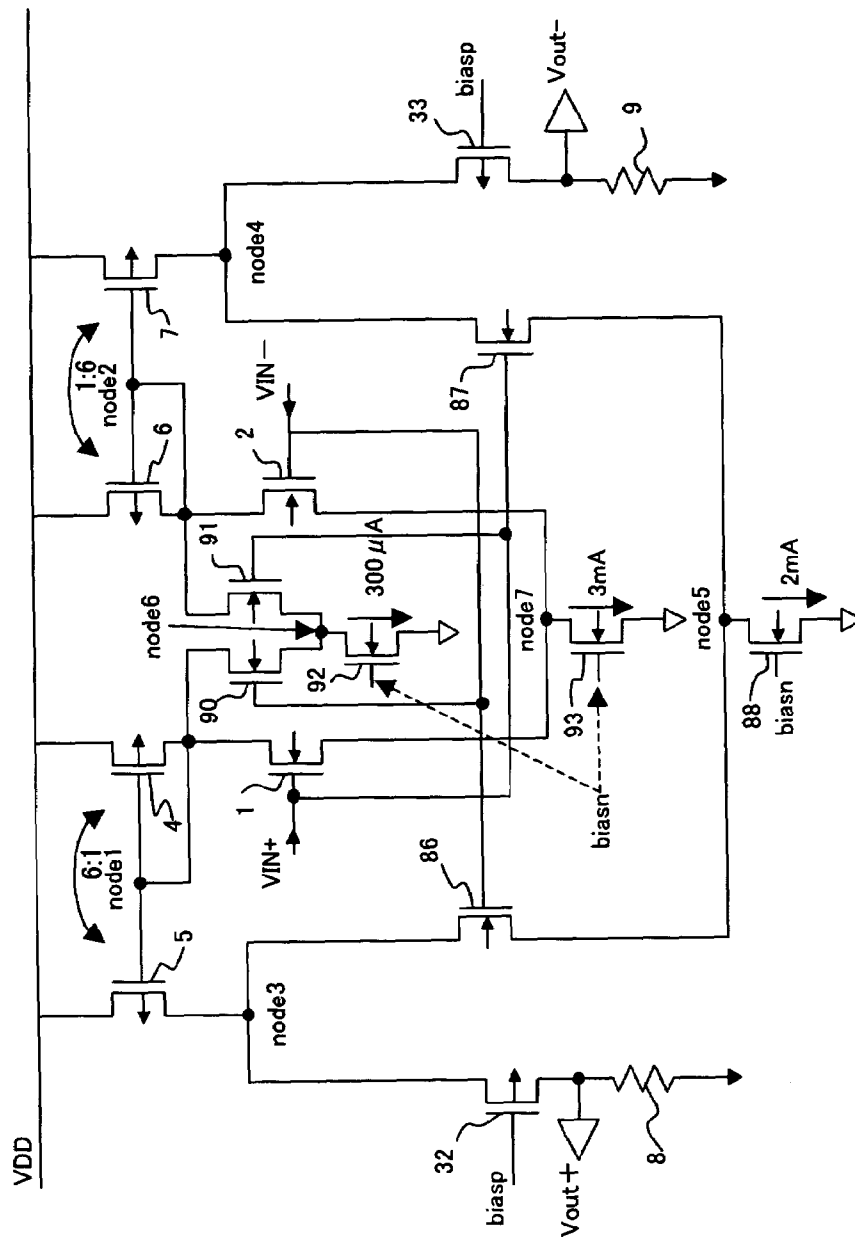 VDD
6:1
node1
1:6
node2
5
4
6
7
node3
node4
node6
90
91
92
300μA
1
2
VIN+
VIN−
86
87
32
33
biasp
biasp
Vout+
Vout−
8
9
node7
93
3mA
biasn
node5
88
2mA
biasn